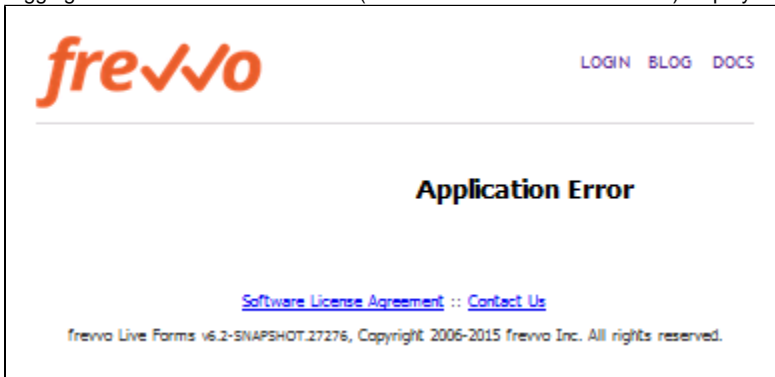 frevvo
LOGIN BLOG DOCS
Application Error
Software License Agreement :: Contact Us
frevvo Live Forms v6.2-SNAPSHOT.27276, Copyright 2006-2015 frevvo Inc. All rights reserved.